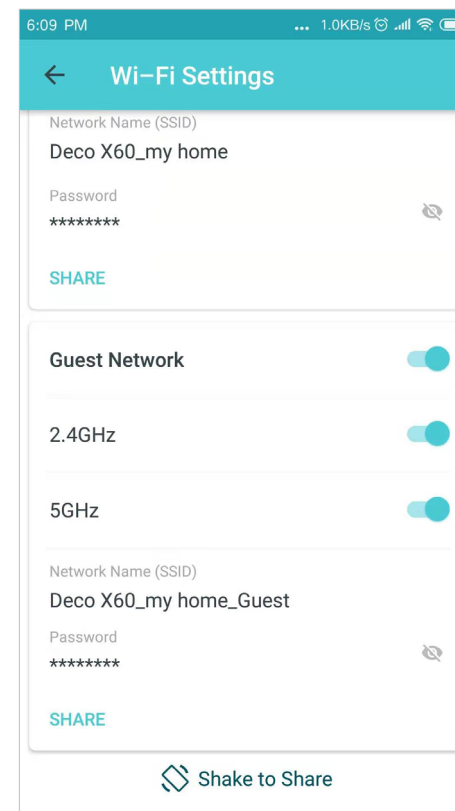 6:09 PM ... 1.0KB/s
Wi-Fi Settings
Network Name (SSID)
Deco X60_my home
Password
********
SHARE
Guest Network
2.4GHz
5GHz
Network Name (SSID)
Deco X60_my home_Guest
Password
********
SHARE
Shake to Share